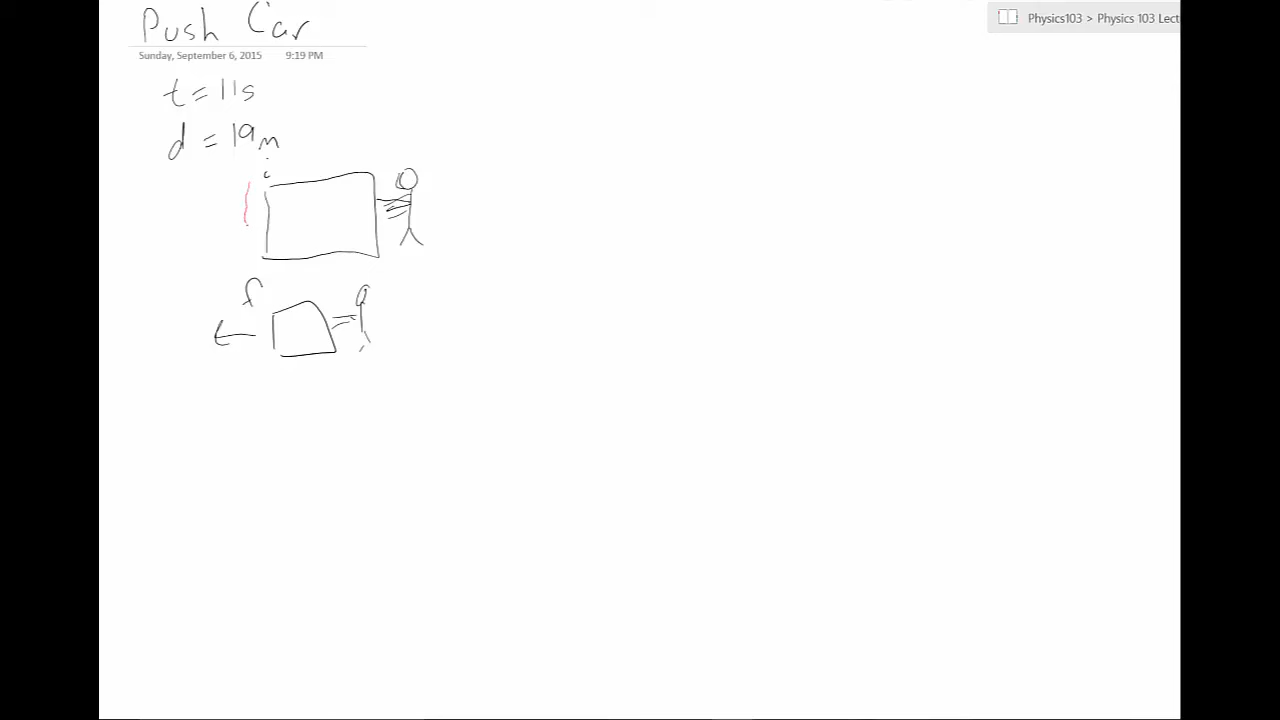 Push Car
Physics103 > Physics 103 Lect
Sunday, September 6, 2015 9:19 PM
t = 11s
d = 19m
i
f